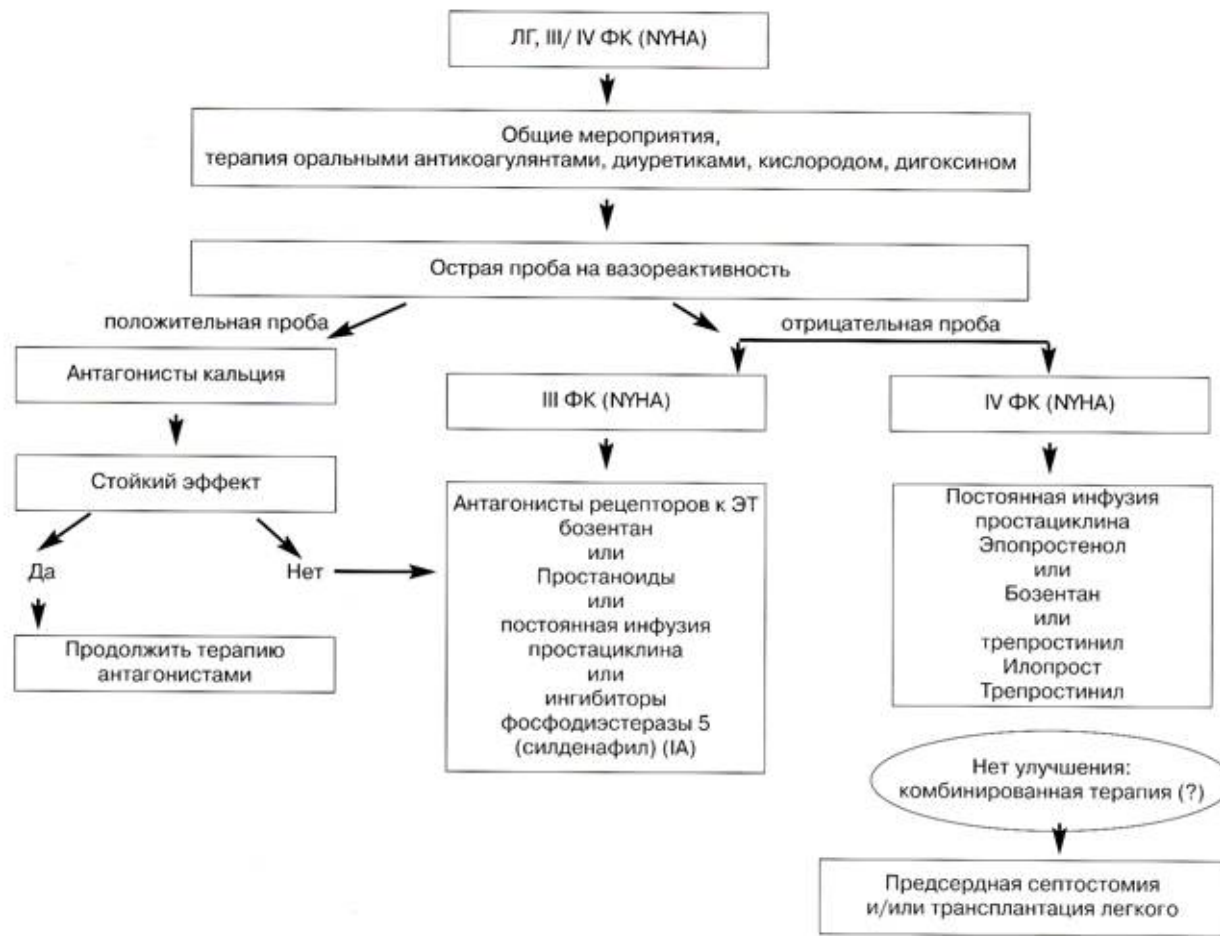 ЛГ, III/ IV ФК (NYHA)
Общие мероприятия,
терапия оральными антикоагулянтами, диуретиками, кислородом, дигоксином
Острая проба на вазореактивность
положительная проба
отрицательная проба
Антагонисты кальция
III ФК (NYHA)
IV ФК (NYHA)
Стойкий эффект
Да
Нет
Продолжить терапию
антагонистами
Антагонисты рецепторов к ЭТ
бозентан
или
Простаноиды
или
постоянная инфузия
простациклина
или
ингибиторы
фосфодиэстеразы 5
(силденафил) (IA)
Постоянная инфузия
простациклина
Эпопростенол
или
Бозентан
или
трепростинил
Илопрост
Трепростинил
Нет улучшения:
комбинированная терапия (?)
Предсердная септостомия
и/или трансплантация легкого